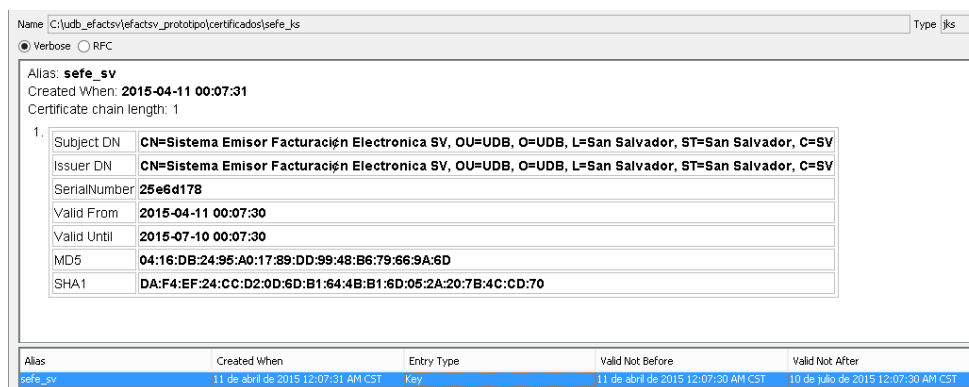 Name C:\udb_efactsv\efactsv_prototipo\certificados\sefe_ks Type jks
Verbose RFC
Alias: sefe_sv
Created When: 2015-04-11 00:07:31
Certificate chain length: 1
1.
Subject DN CN=Sistema Emisor Facturación Electronica SV, OU=UDB, O=UDB, L=San Salvador, ST=San Salvador, C=SV
Issuer DN CN=Sistema Emisor Facturación Electronica SV, OU=UDB, O=UDB, L=San Salvador, ST=San Salvador, C=SV
SerialNumber 25e6d178
Valid From 2015-04-11 00:07:30
Valid Until 2015-07-10 00:07:30
MD5 04:16:DB:24:95:A0:17:89:DD:99:48:B6:79:66:9A:6D
SHA1 DA:F4:EF:24:CC:D2:0D:6D:B1:64:4B:B1:6D:05:2A:20:7B:4C:CD:70
Alias Created When Entry Type Valid Not Before Valid Not After
sefe_sv 11 de abril de 2015 12:07:31 AM CST Key 11 de abril de 2015 12:07:30 AM CST 10 de julio de 2015 12:07:30 AM CST